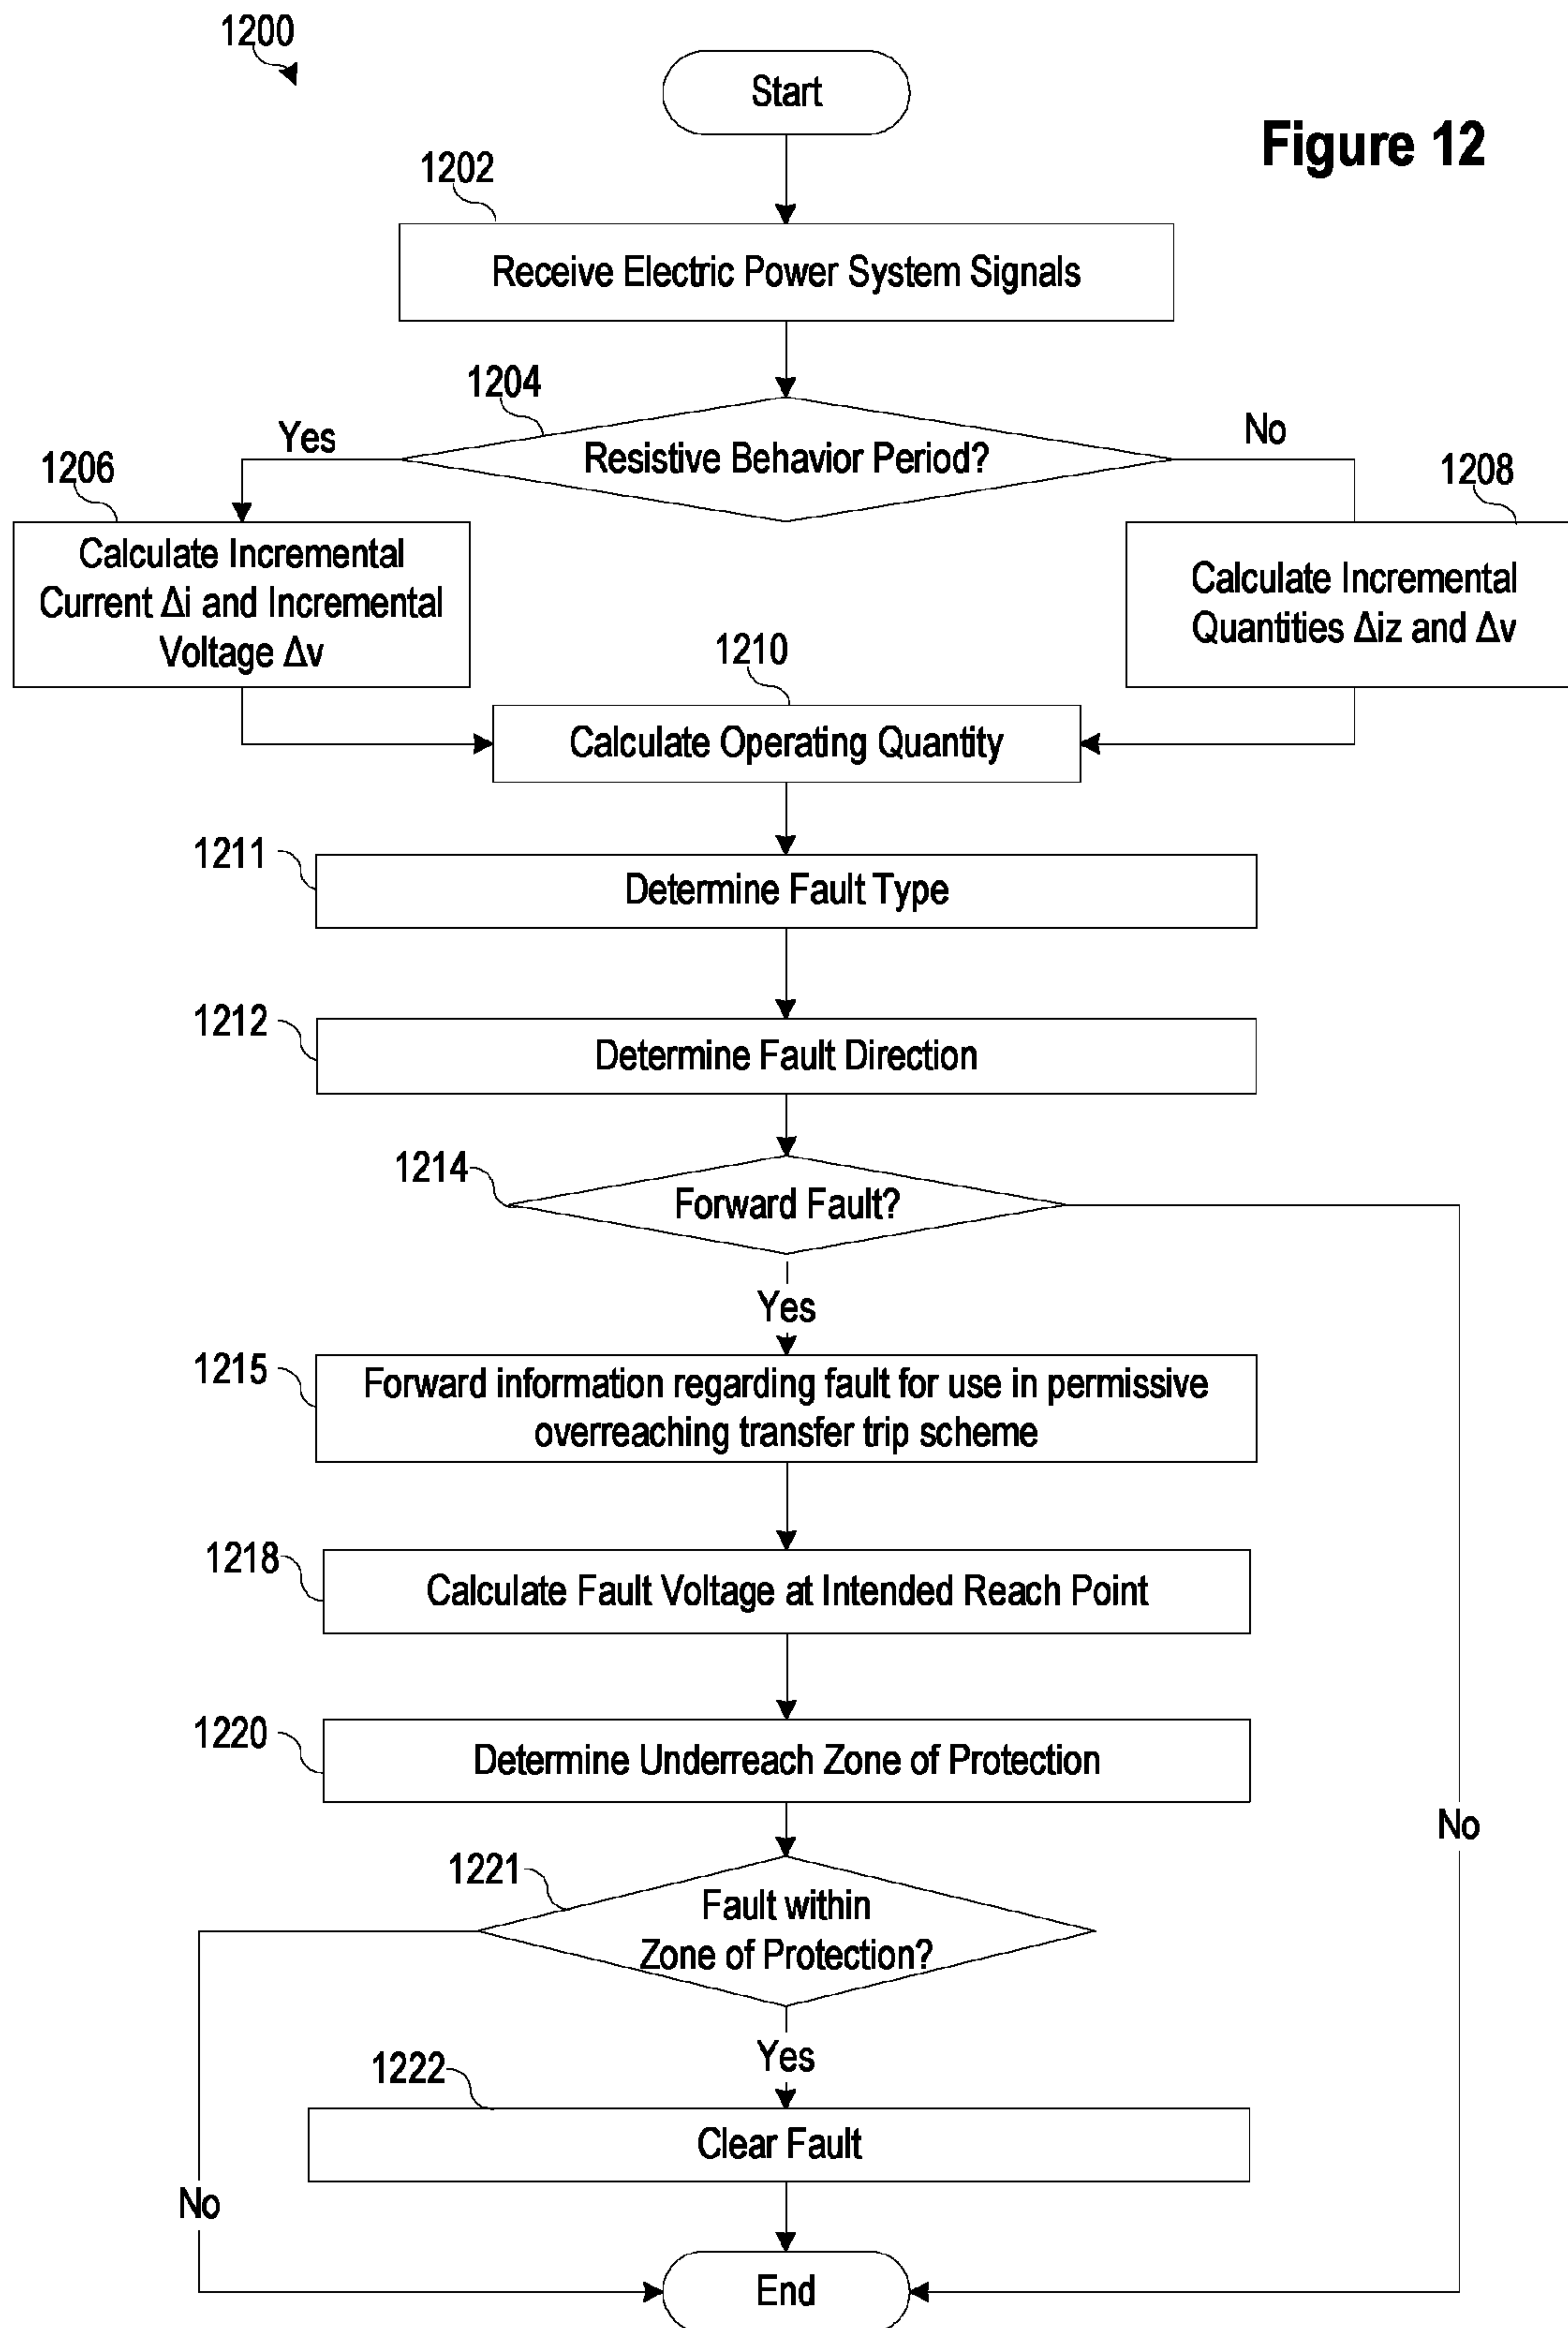 1200
Start
Figure 12
1202
Receive Electric Power System Signals
1204
Resistive Behavior Period?
Yes
No
1206
Calculate Incremental
Current Δi and Incremental
Voltage Δv
1208
Calculate Incremental
Quantities Δiz and Δv
1210
Calculate Operating Quantity
1211
Determine Fault Type
1212
Determine Fault Direction
1214
Forward Fault?
Yes
1215
Forward information regarding fault for use in permissive
overreaching transfer trip scheme
1218
Calculate Fault Voltage at Intended Reach Point
1220
Determine Underreach Zone of Protection
No
1221
Fault within
Zone of Protection?
Yes
1222
Clear Fault
No
End